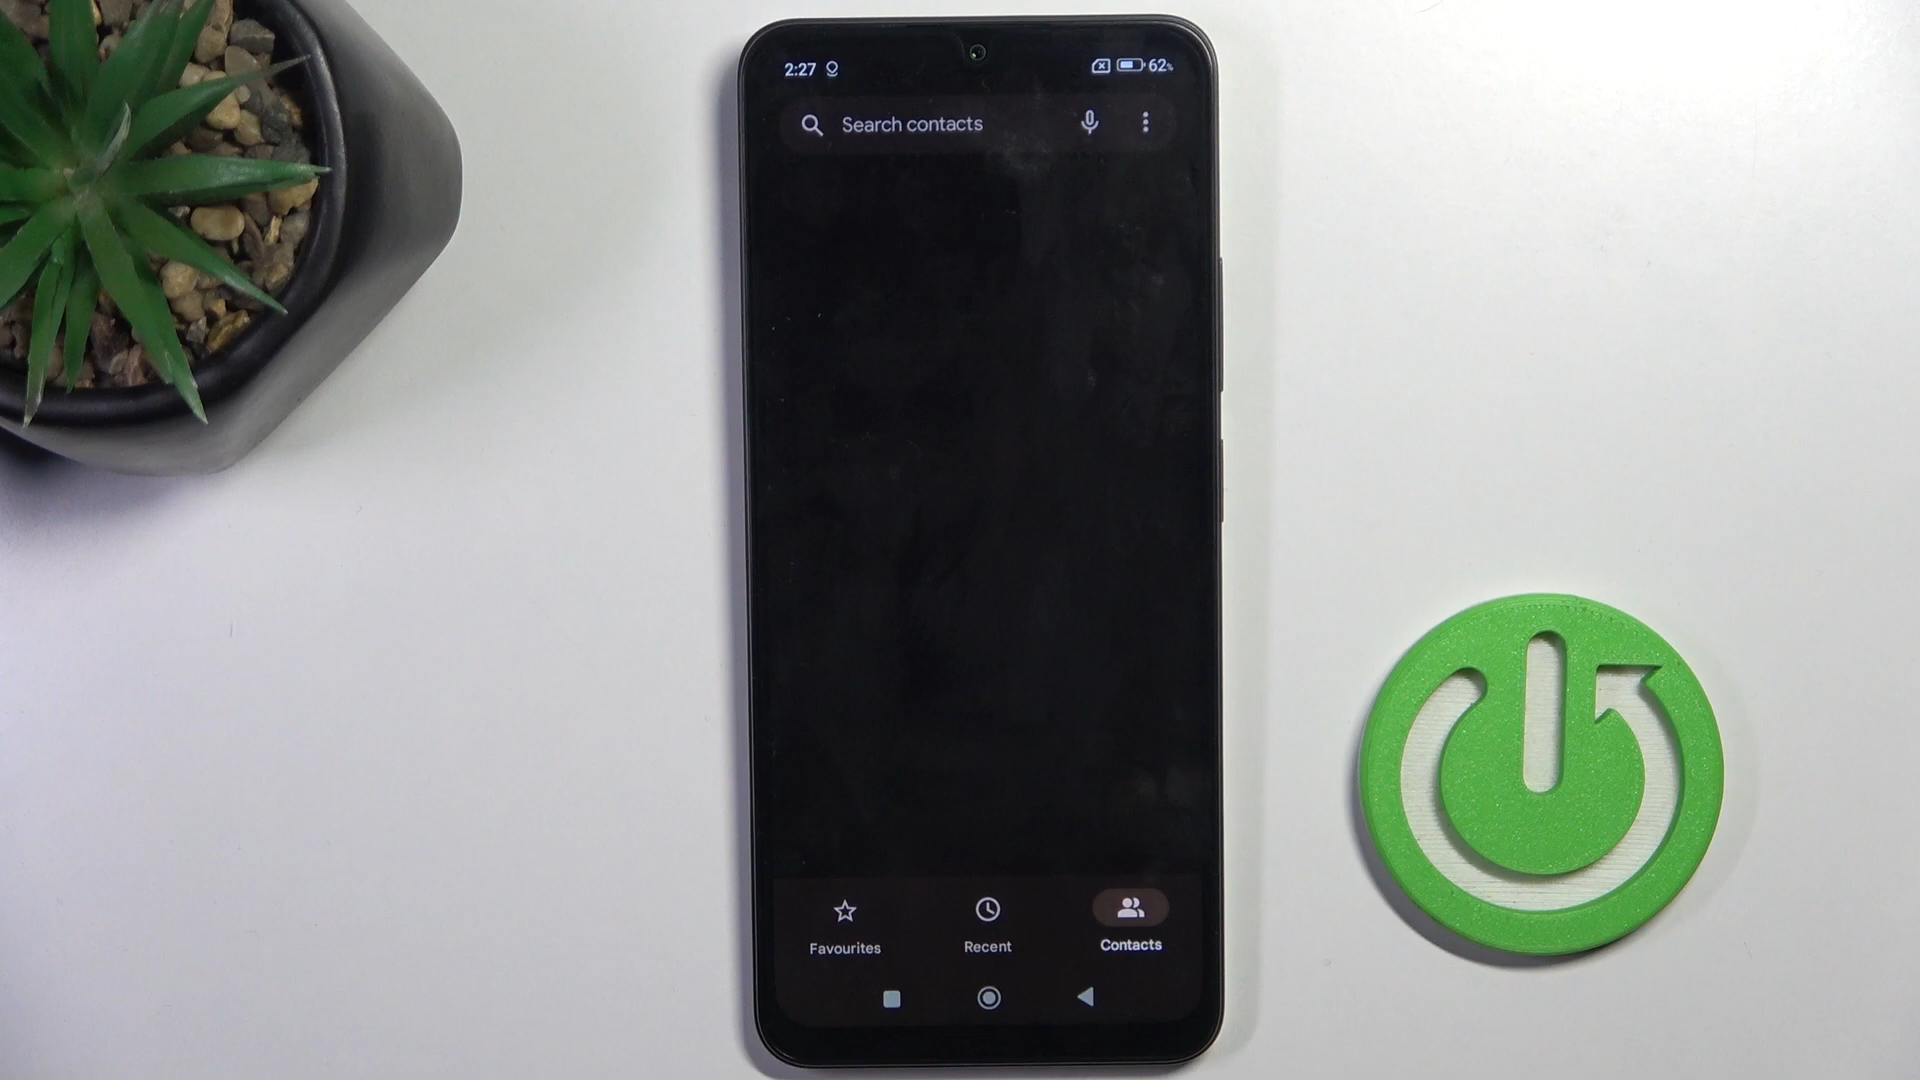 2:27
62%
Search contacts
Favourites
Recent
Contacts